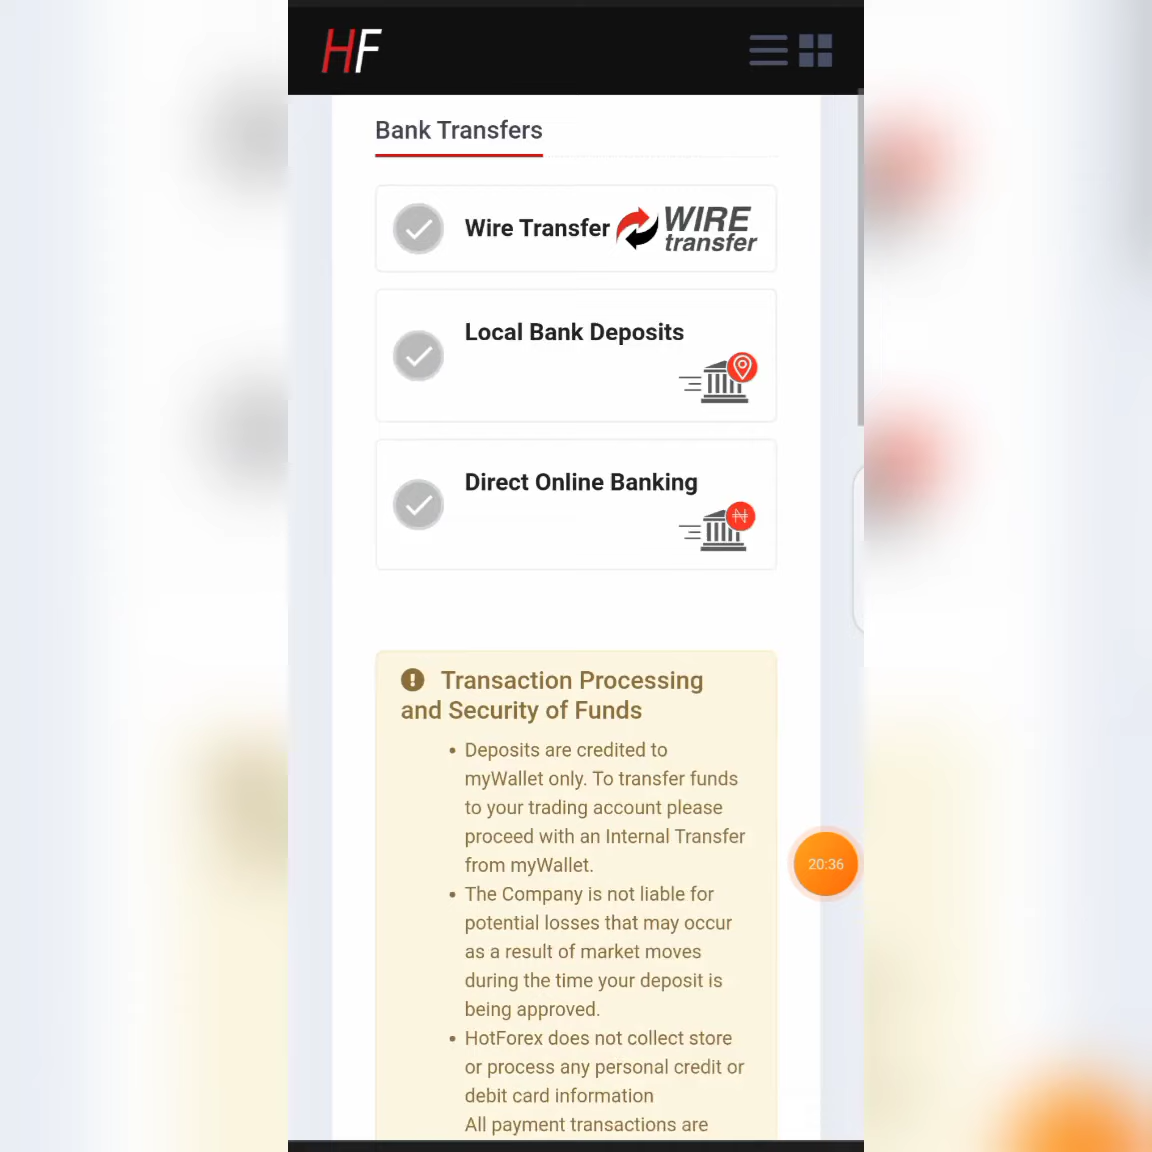 HF
Bank Transfers
Wire Transfer WIRE transfer
Local Bank Deposits
Direct Online Banking
₦
Transaction Processing
and Security of Funds
• Deposits are credited to
myWallet only. To transfer funds
to your trading account please
proceed with an Internal Transfer
from myWallet.
20:36
• The Company is not liable for
potential losses that may occur
as a result of market moves
during the time your deposit is
being approved.
• HotForex does not collect store
or process any personal credit or
debit card information
All payment transactions are